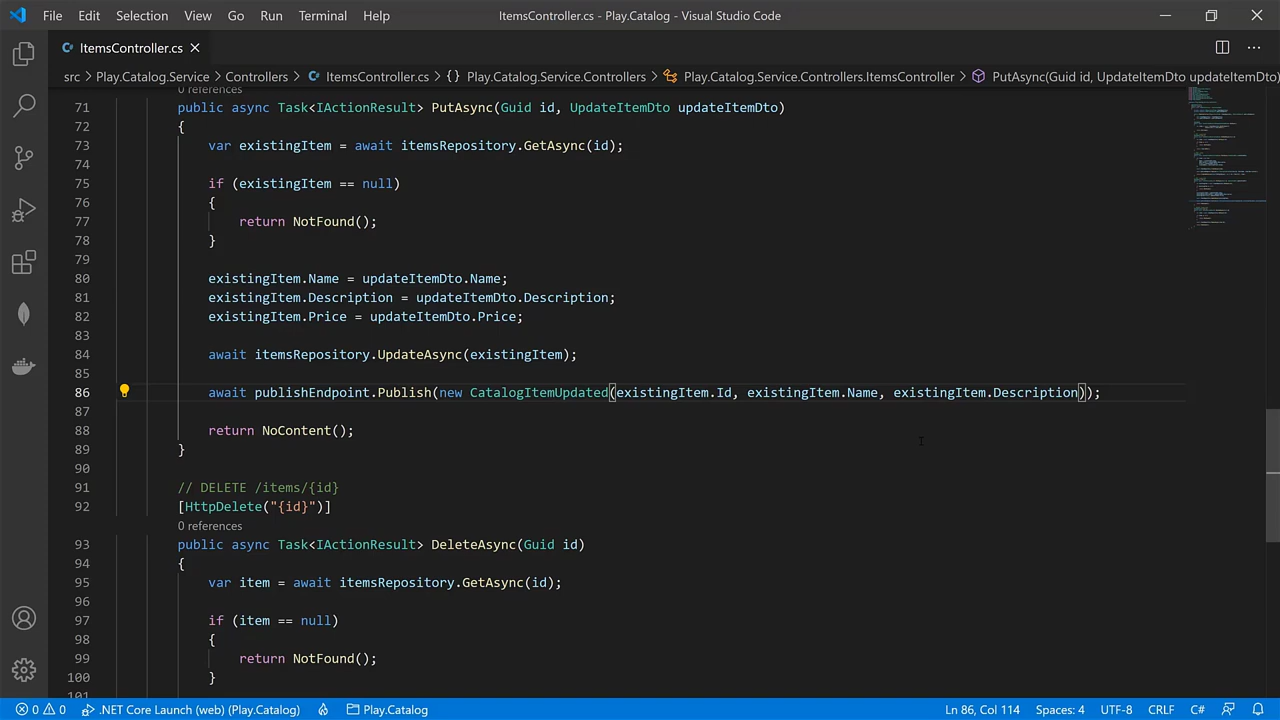 File Edit Selection View Go Run Terminal Help ItemsController.cs - Play.Catalog - Visual Studio Code
ItemsController.cs
src > Play.Catalog.Service > Controllers > ItemsController.cs > {} Play.Catalog.Service.Controllers > Play.Catalog.Service.Controllers.ItemsController > PutAsync(Guid id, UpdateItemDto updateItemDto)
0 references
71 public async Task<IActionResult> PutAsync(Guid id, UpdateItemDto updateItemDto)
72 {
73 var existingItem = await itemsRepository.GetAsync(id);
74
75 if (existingItem == null)
76 {
77 return NotFound();
78 }
79
80 existingItem.Name = updateItemDto.Name;
81 existingItem.Description = updateItemDto.Description;
82 existingItem.Price = updateItemDto.Price;
83
84 await itemsRepository.UpdateAsync(existingItem);
85
86 await publishEndpoint.Publish(new CatalogItemUpdated(existingItem.Id, existingItem.Name, existingItem.Description));
87
88 return NoContent();
89 }
90
91 // DELETE /items/{id}
92 [HttpDelete("{id}")]
0 references
93 public async Task<IActionResult> DeleteAsync(Guid id)
94 {
95 var item = await itemsRepository.GetAsync(id);
96
97 if (item == null)
98 {
99 return NotFound();
100 }
101
0 0 .NET Core Launch (web) (Play.Catalog) Play.Catalog Ln 86, Col 114 Spaces: 4 UTF-8 CRLF C#